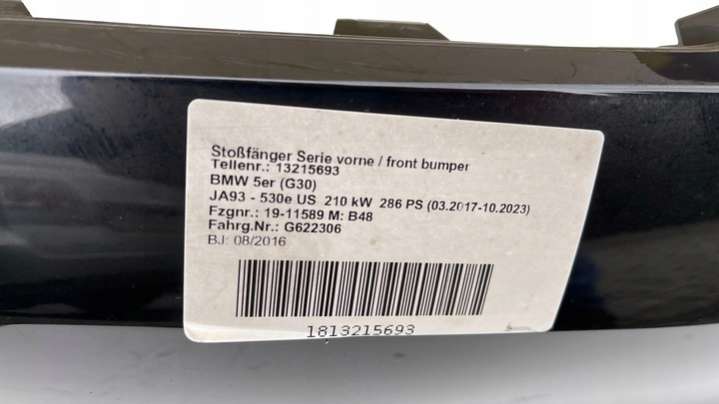 Stoßfänger Serie vorne / front bumper
Teilenr.: 13215693
BMW 5er (G30)
JA93 - 530e US 210 kW 286 PS (03.2017-10.2023)
Fzgnr.: 19-11589 M: B48
Fahrg.Nr.: G622306
BJ: 08/2016
1813215693